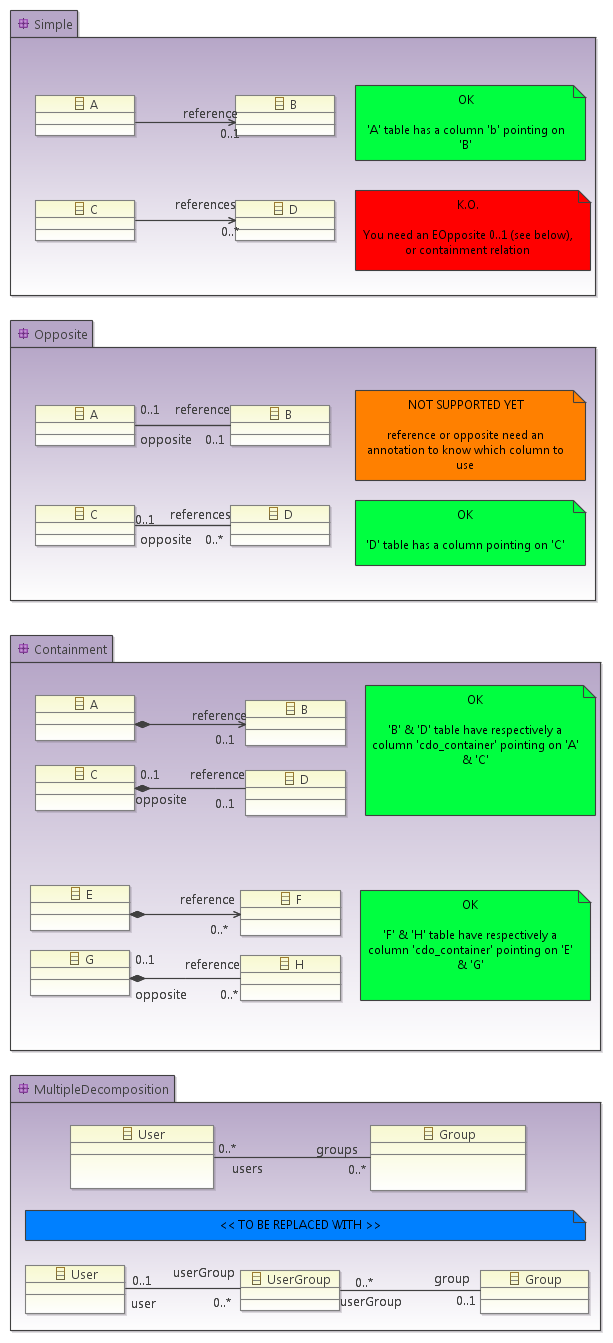 Simple
A
reference
0..1
B
OK
'A' table has a column 'b' pointing on
'B'
C
references
0..*
D
K.O.
You need an EOpposite 0..1 (see below),
or containment relation
Opposite
A
0..1 reference
opposite 0..1
B
NOT SUPPORTED YET
reference or opposite need an
annotation to know which column to
use
C
0..1 references
opposite 0..*
D
OK
'D' table has a column pointing on 'C'
Containment
A
reference
0..1
B
OK
'B' & 'D' table have respectively a
column 'cdo_container' pointing on 'A'
& 'C'
C
0..1 reference
opposite 0..1
D
E
reference
0..*
F
OK
'F' & 'H' table have respectively a
column 'cdo_container' pointing on 'E'
& 'G'
G
0..1 reference
opposite 0..*
H
MultipleDecomposition
User
0..* groups
users 0..*
Group
<< TO BE REPLACED WITH >>
User
0..1 userGroup
user 0..*
UserGroup
0..* group
userGroup 0..1
Group